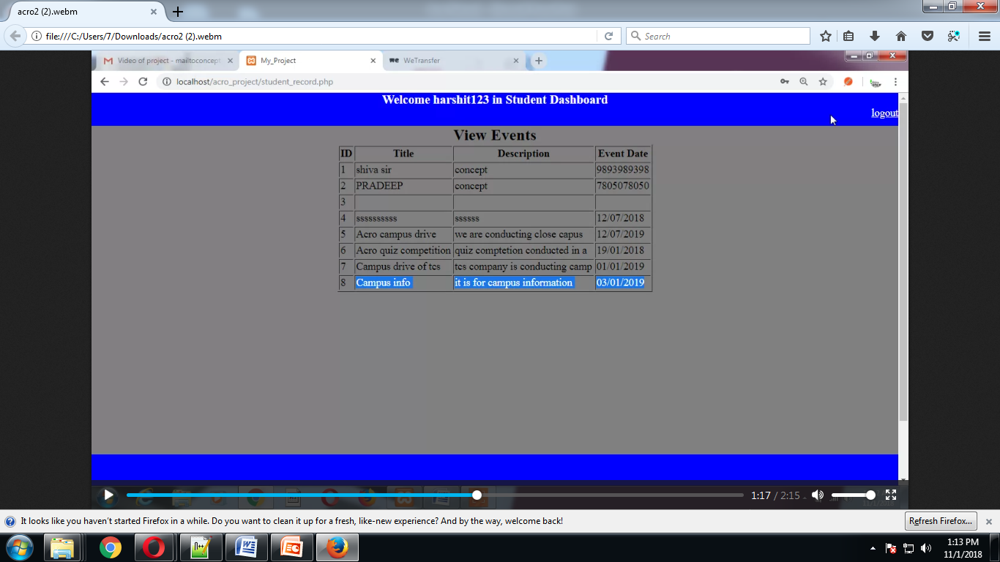 acro2 (2).webm
file:///C:/Users/7/Downloads/acro2 (2).webm
Search
Video of project - mailtoconcept
My_Project
WeTransfer
localhost/acro_project/student_record.php
Welcome harshit123 in Student Dashboard
logout
View Events
ID Title Description Event Date
1 shiva sir concept 9893989398
2 PRADEEP concept 7805078050
3
4 ssssssssss ssssss 12/07/2018
5 Acro campus drive we are conducting close capus 12/07/2019
6 Acro quiz competition quiz comptetion conducted in a 19/01/2018
7 Campus drive of tcs tcs company is conducting camp 01/01/2019
8 Campus info it is for campus information 03/01/2019
1:17 / 2:15
It looks like you haven't started Firefox in a while. Do you want to clean it up for a fresh, like-new experience? And by the way, welcome back!
Refresh Firefox...
1:13 PM
11/1/2018